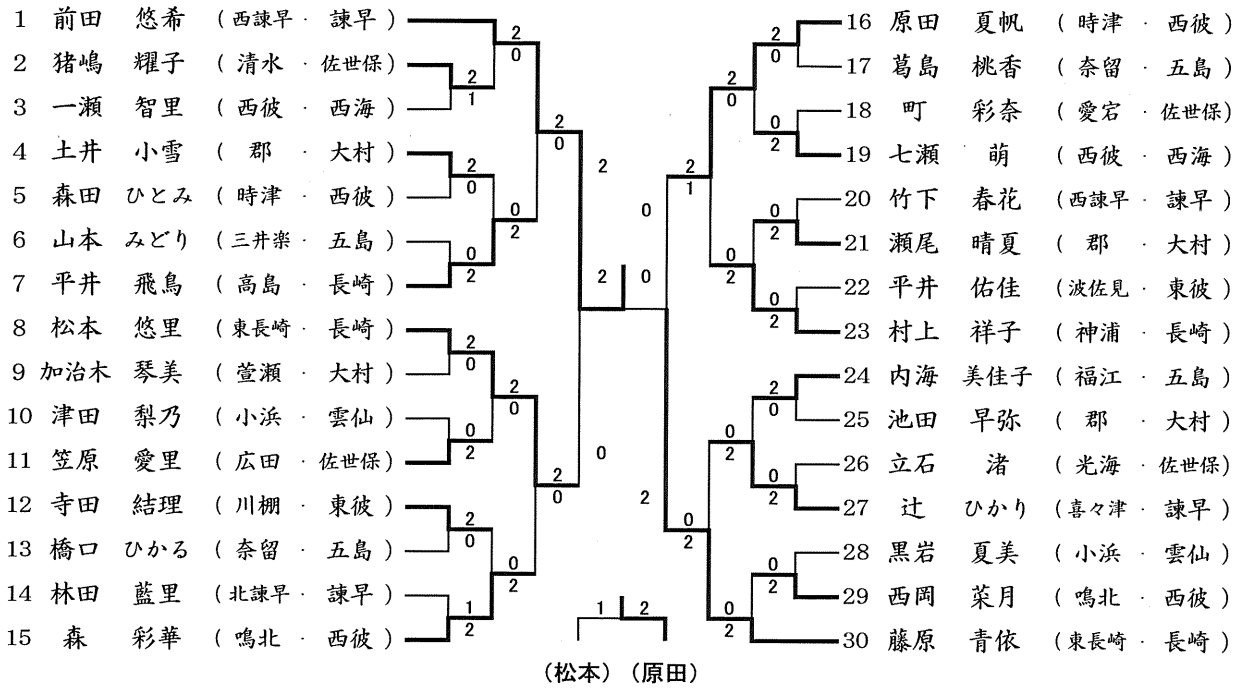 1 前田 悠希 (西諫早・諫早)
2 猪嶋 耀子 (清水・佐世保)
3 一瀬 智里 (西彼・西海)
4 土井 小雪 (郡・大村)
5 森田 ひとみ (時津・西彼)
6 山本 みどり (三井楽・五島)
7 平井 飛鳥 (高島・長崎)
8 松本 悠里 (東長崎・長崎)
9 加治木 琴美 (萱瀬・大村)
10 津田 梨乃 (小浜・雲仙)
11 笠原 愛里 (広田・佐世保)
12 寺田 結理 (川棚・東彼)
13 橋口 ひかる (奈留・五島)
14 林田 藍里 (北諫早・諫早)
15 森 彩華 (鳴北・西彼)
2 1
2 0
0 2
2 0
0 2
2 0
1 2
2 0
0 2
2 0
0 2
2 0
2 0
2
2
0
0
0
2
1 2
(松本) (原田)
2 1
0 2
2 0
0 2
2 0
0 2
0 2
0 2
2 0
0 2
0 2
2 0
0 2
0 2
16 原田 夏帆 (時津・西彼)
17 葛島 桃香 (奈留・五島)
18 町 彩奈 (愛宕・佐世保)
19 七瀬 萌 (西彼・西海)
20 竹下 春花 (西諫早・諫早)
21 瀬尾 晴夏 (郡・大村)
22 平井 佑佳 (波佐見・東彼)
23 村上 祥子 (神浦・長崎)
24 内海 美佳子 (福江・五島)
25 池田 早弥 (郡・大村)
26 立石 渚 (光海・佐世保)
27 辻 ひかり (喜々津・諫早)
28 黒岩 夏美 (小浜・雲仙)
29 西岡 菜月 (鳴北・西彼)
30 藤原 青依 (東長崎・長崎)